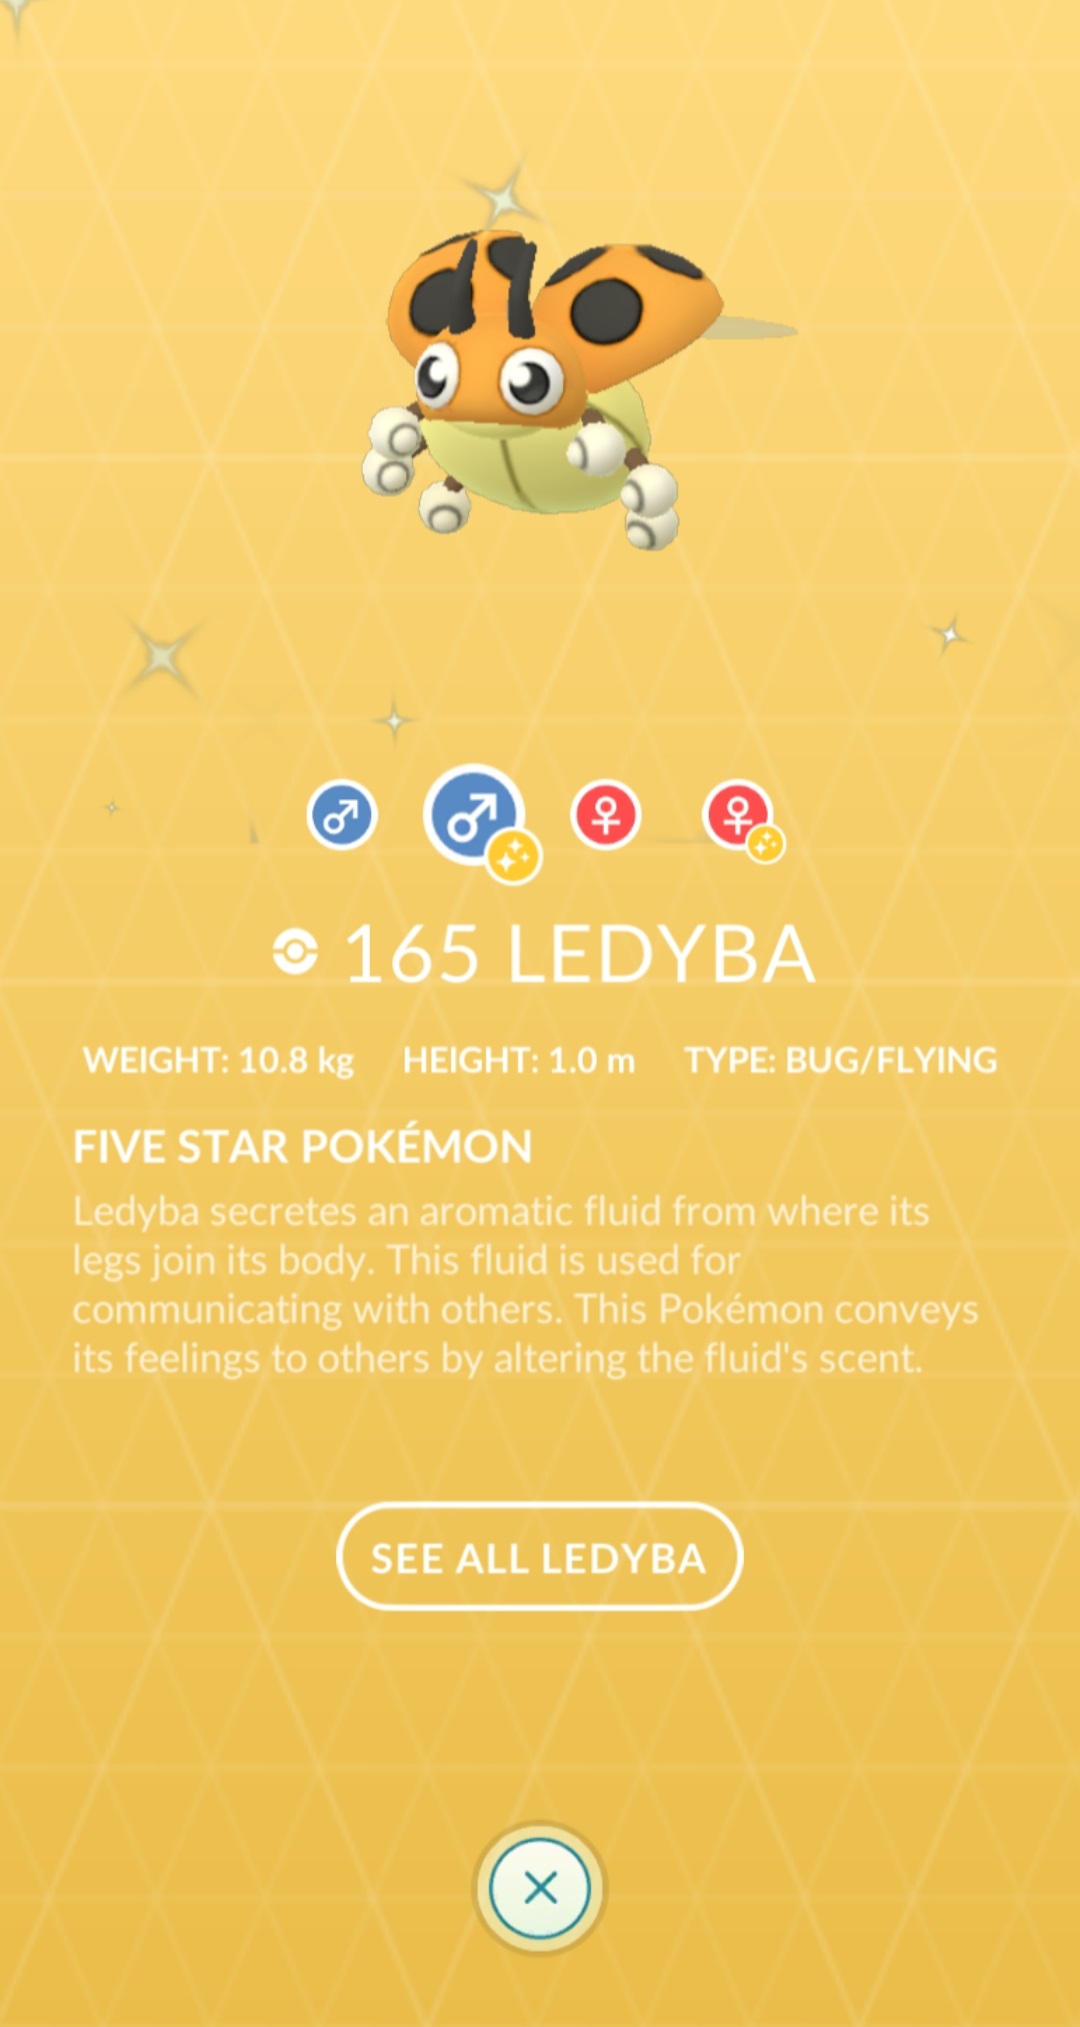 165 LEDYBA
WEIGHT: 10.8 kg HEIGHT: 1.0 m TYPE: BUG/FLYING
FIVE STAR POKÉMON
Ledyba secretes an aromatic fluid from where its
legs join its body. This fluid is used for
communicating with others. This Pokémon conveys
its feelings to others by altering the fluid's scent.
SEE ALL LEDYBA